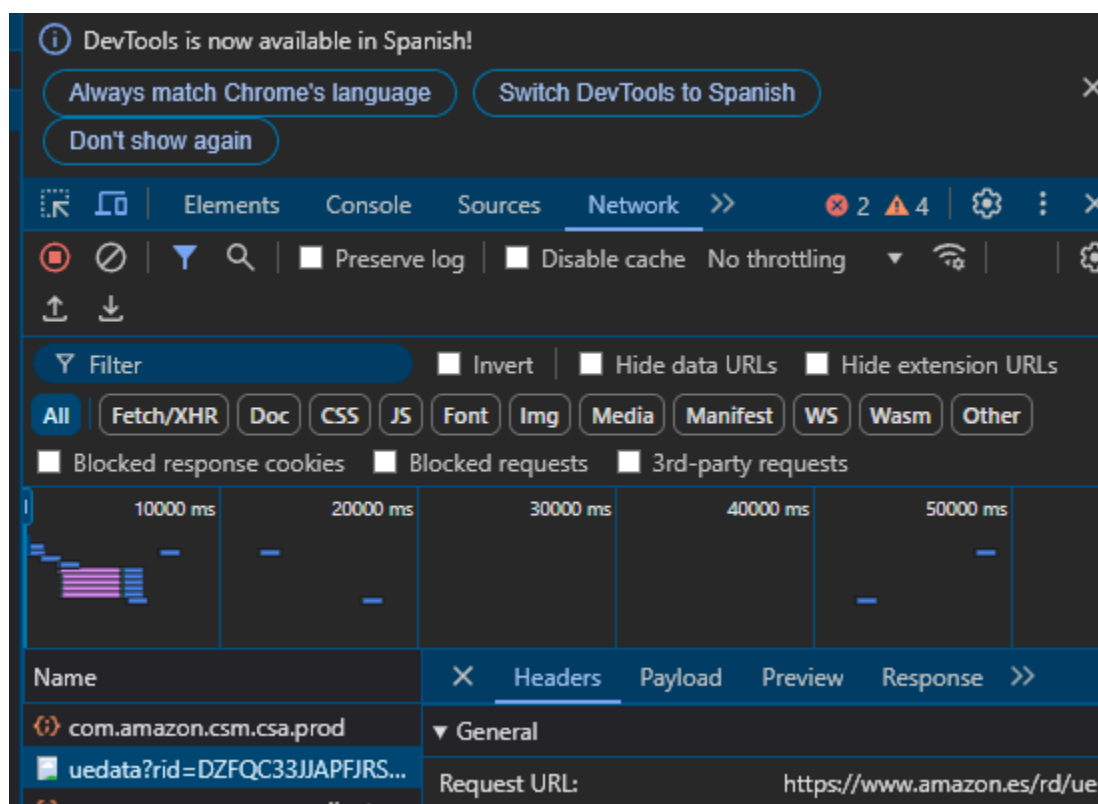 DevTools is now available in Spanish!
Always match Chrome's language Switch DevTools to Spanish
Don't show again
Elements Console Sources Network 2 4
Preserve log Disable cache No throttling
Filter Invert Hide data URLs Hide extension URLs
All Fetch/XHR Doc CSS JS Font Img Media Manifest WS Wasm Other
Blocked response cookies Blocked requests 3rd-party requests
10000 ms 20000 ms 30000 ms 40000 ms 50000 ms
Name Headers Payload Preview Response
com.amazon.csm.csa.prod General
uedata?rid=DZFQC33JJAPFJRS...
Request URL: https://www.amazon.es/rd/ue